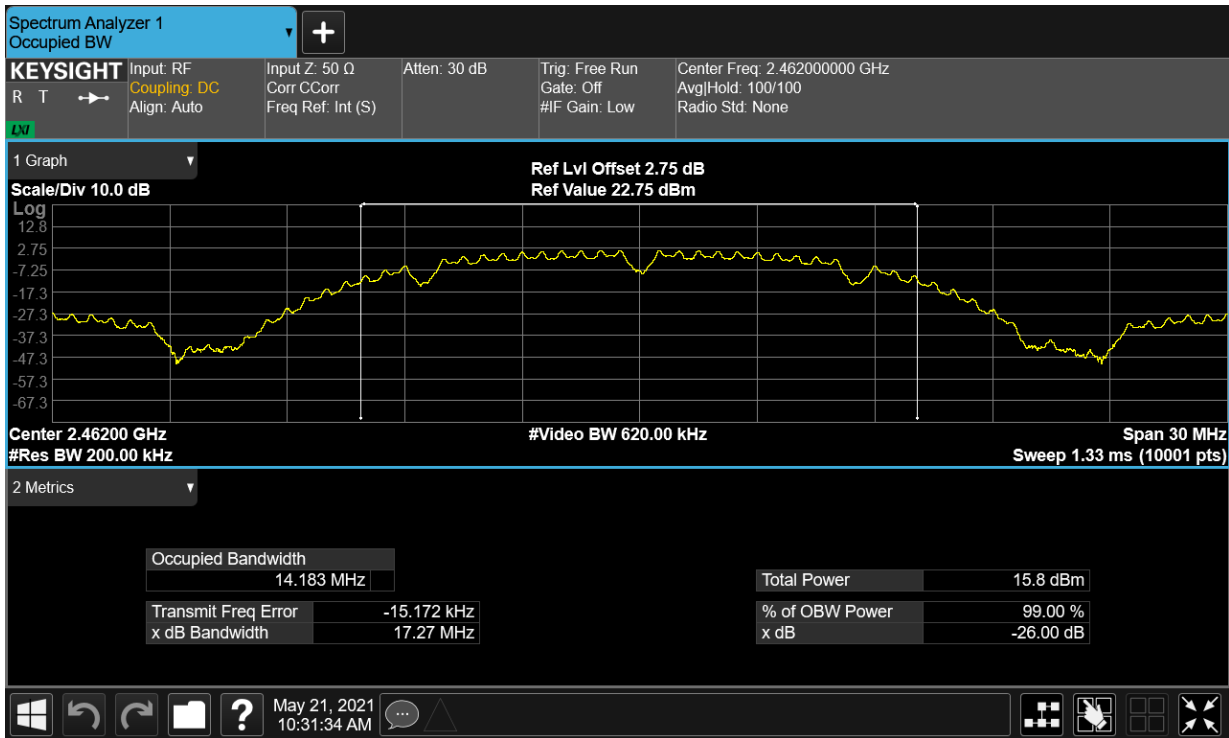 Spectrum Analyzer 1
Occupied BW
KEYSIGHT
R T
LXI
Input: RF
Coupling: DC
Align: Auto
Input Z: 50 Ω
Corr CCorr
Freq Ref: Int (S)
Atten: 30 dB
Trig: Free Run
Gate: Off
#IF Gain: Low
Center Freq: 2.462000000 GHz
Avg|Hold: 100/100
Radio Std: None
1 Graph
Scale/Div 10.0 dB
Ref Lvl Offset 2.75 dB
Ref Value 22.75 dBm
Log
12.8
2.75
-7.25
-17.3
-27.3
-37.3
-47.3
-57.3
-67.3
Center 2.46200 GHz
#Res BW 200.00 kHz
#Video BW 620.00 kHz
Span 30 MHz
Sweep 1.33 ms (10001 pts)
2 Metrics
Occupied Bandwidth
14.183 MHz
Transmit Freq Error -15.172 kHz
x dB Bandwidth 17.27 MHz
Total Power 15.8 dBm
% of OBW Power 99.00 %
x dB -26.00 dB
?
May 21, 2021
10:31:34 AM